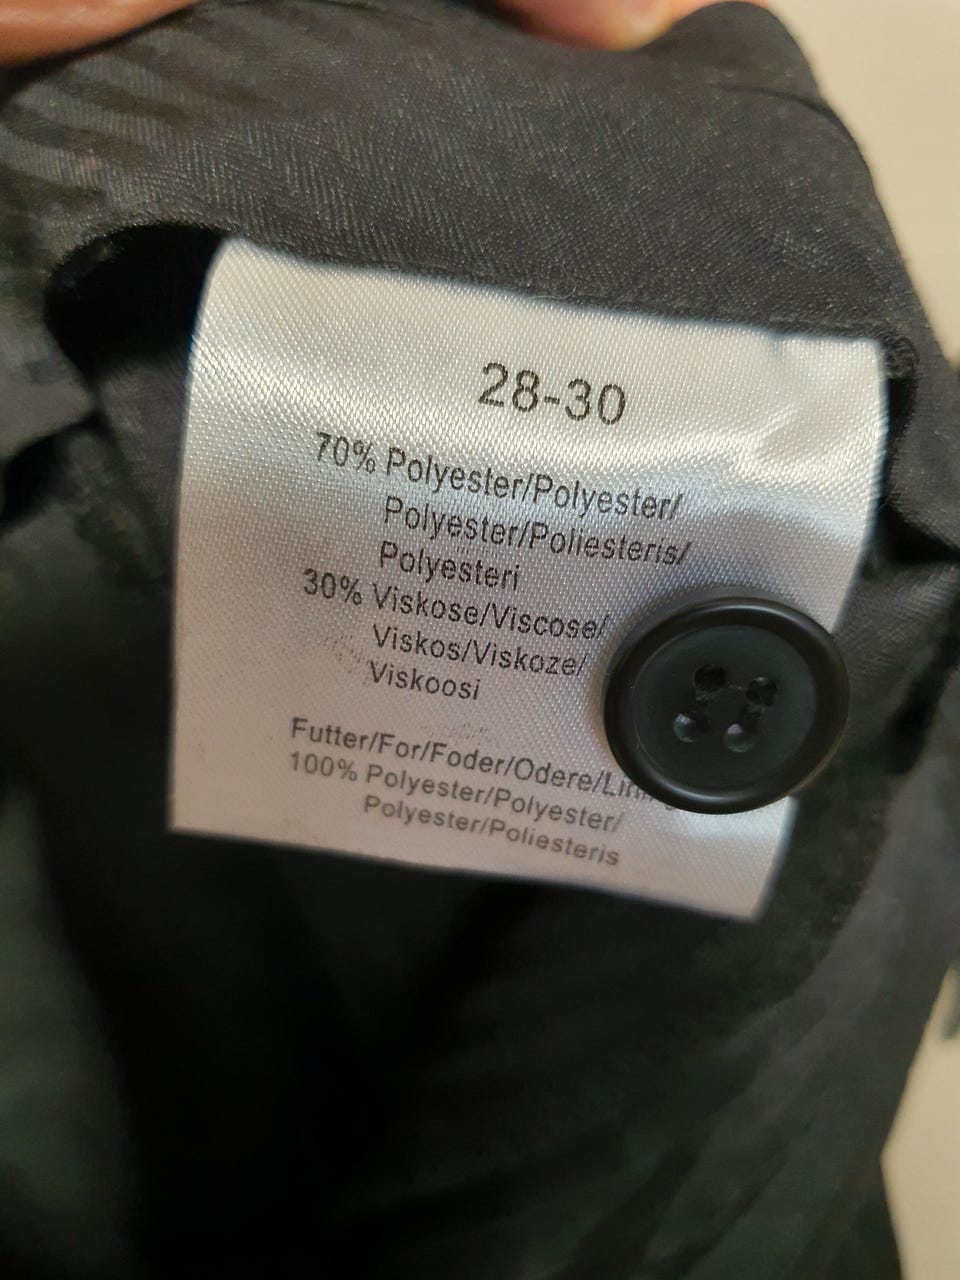 28-30
70% Polyester/Polyester/
Polyester/Poliesteris/
Polyesteri
30% Viskose/Viscose/
Viskos/Viskoze/
Viskoosi
Futter/For/Foder/Odere/
100% Polyester/Polyester/
Polyester/Poliesteris